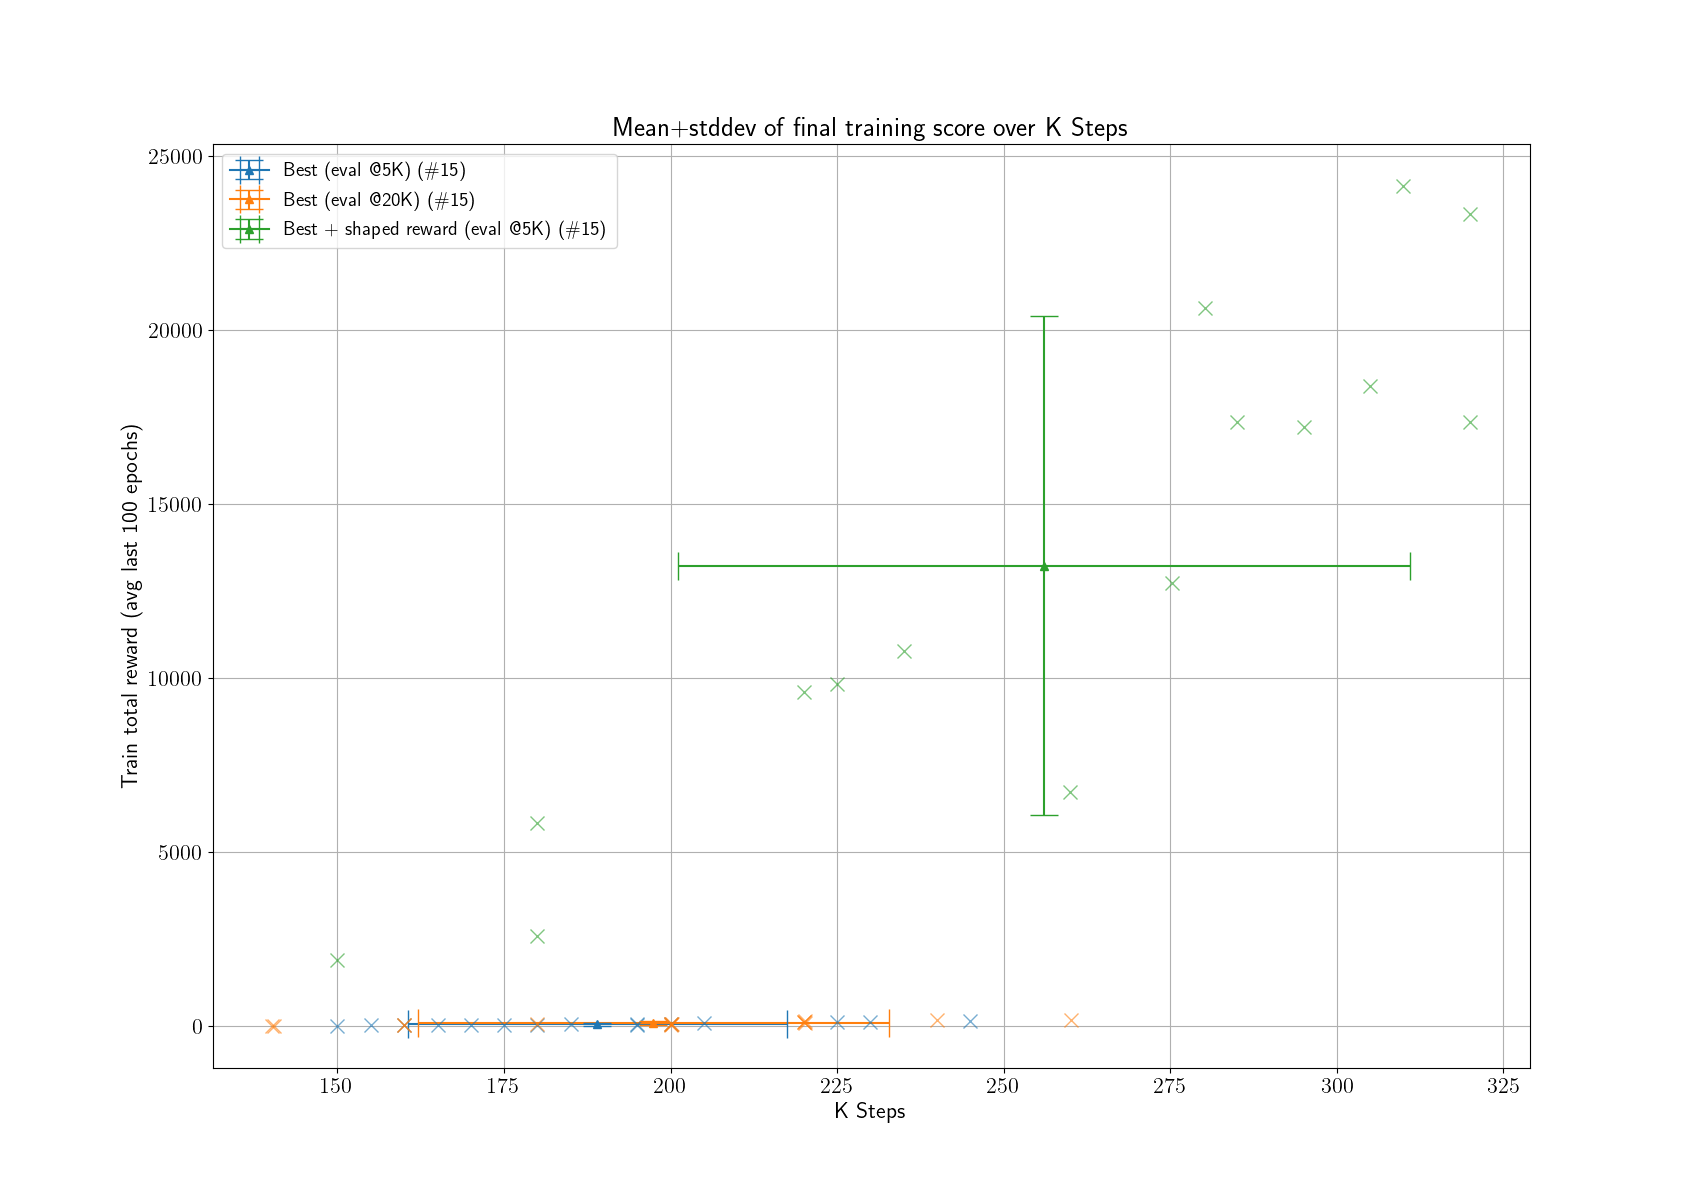 Mean+stddev of final training score over K Steps
Best (eval @5K) (#15)
Best (eval @20K) (#15)
Best + shaped reward (eval @5K) (#15)
Train total reward (avg last 100 epochs)
25000
20000
15000
10000
5000
0
150 175 200 225 250 275 300 325
K Steps